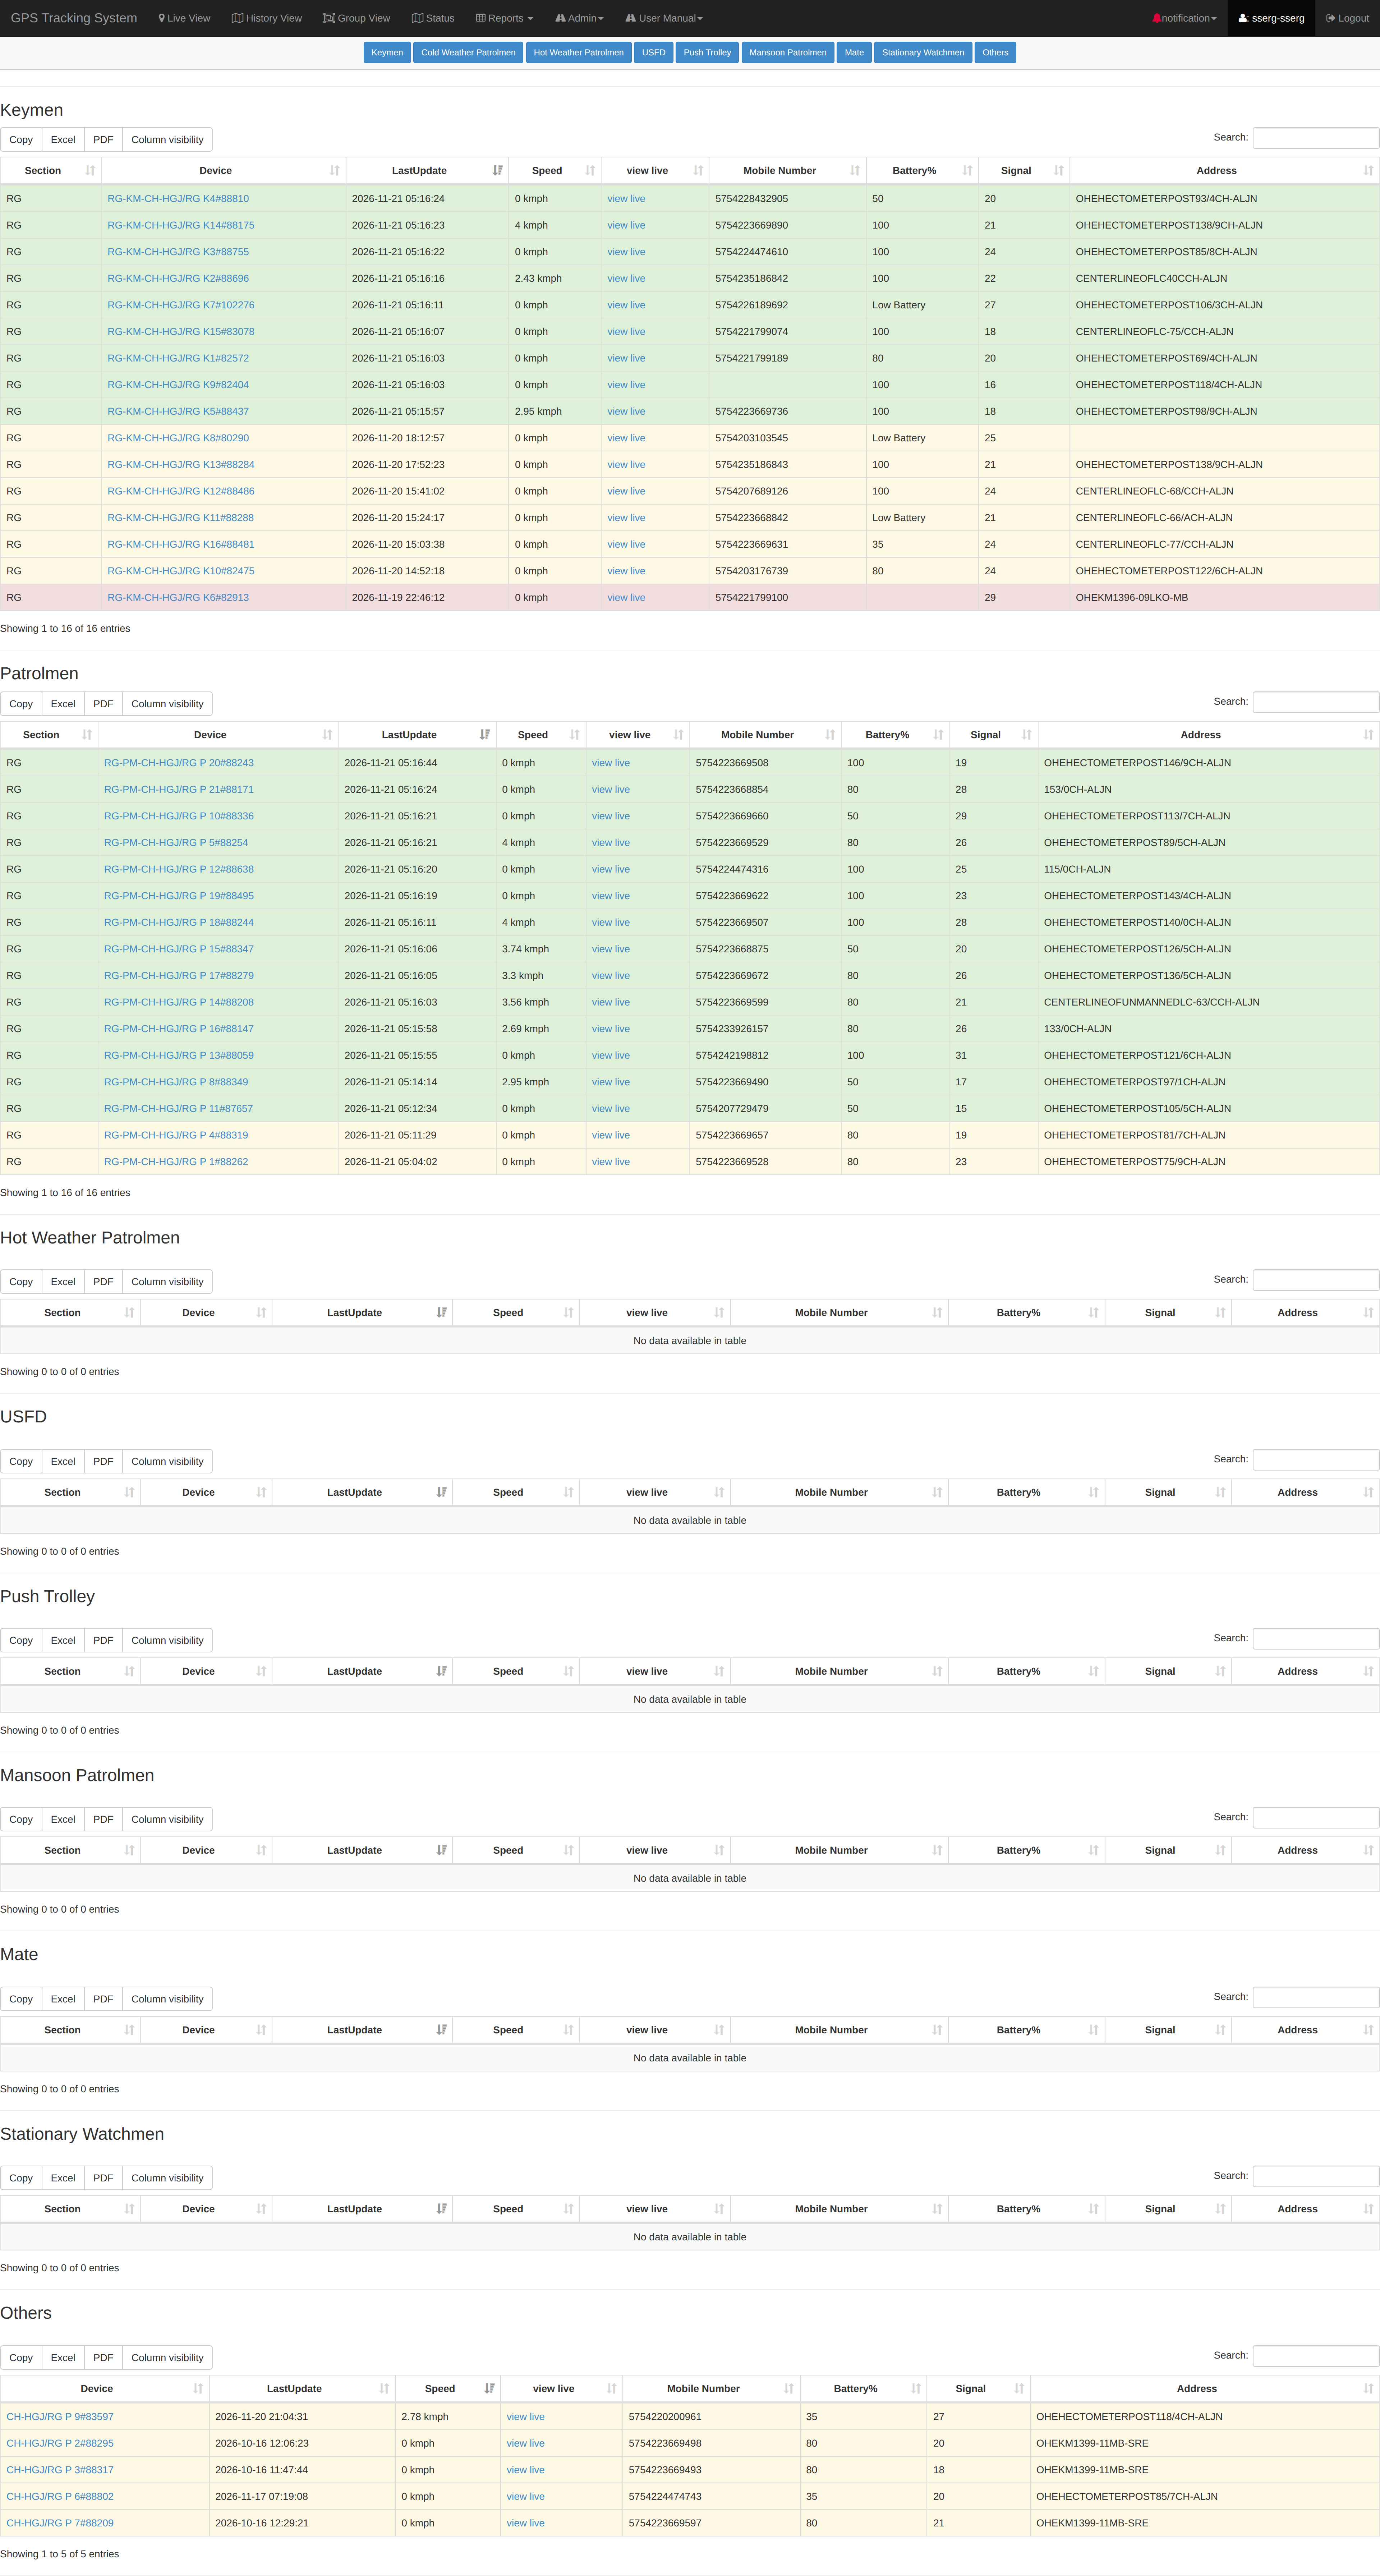 GPS Tracking System Live View History View Group View Status Reports Admin User Manual notification : sserg-sserg Logout
Keymen Cold Weather Patrolmen Hot Weather Patrolmen USFD Push Trolley Mansoon Patrolmen Mate Stationary Watchmen Others
Keymen
Copy Excel PDF Column visibility Search:
Section Device LastUpdate Speed view live Mobile Number Battery% Signal Address
RG RG-KM-CH-HGJ/RG K4#88810 2026-11-21 05:16:24 0 kmph view live 5754228432905 50 20 OHEHECTOMETERPOST93/4CH-ALJN
RG RG-KM-CH-HGJ/RG K14#88175 2026-11-21 05:16:23 4 kmph view live 5754223669890 100 21 OHEHECTOMETERPOST138/9CH-ALJN
RG RG-KM-CH-HGJ/RG K3#88755 2026-11-21 05:16:22 0 kmph view live 5754224474610 100 24 OHEHECTOMETERPOST85/8CH-ALJN
RG RG-KM-CH-HGJ/RG K2#88696 2026-11-21 05:16:16 2.43 kmph view live 5754235186842 100 22 CENTERLINEOFLC40CCH-ALJN
RG RG-KM-CH-HGJ/RG K7#102276 2026-11-21 05:16:11 0 kmph view live 5754226189692 Low Battery 27 OHEHECTOMETERPOST106/3CH-ALJN
RG RG-KM-CH-HGJ/RG K15#83078 2026-11-21 05:16:07 0 kmph view live 5754221799074 100 18 CENTERLINEOFLC-75/CCH-ALJN
RG RG-KM-CH-HGJ/RG K1#82572 2026-11-21 05:16:03 0 kmph view live 5754221799189 80 20 OHEHECTOMETERPOST69/4CH-ALJN
RG RG-KM-CH-HGJ/RG K9#82404 2026-11-21 05:16:03 0 kmph view live 100 16 OHEHECTOMETERPOST118/4CH-ALJN
RG RG-KM-CH-HGJ/RG K5#88437 2026-11-21 05:15:57 2.95 kmph view live 5754223669736 100 18 OHEHECTOMETERPOST98/9CH-ALJN
RG RG-KM-CH-HGJ/RG K8#80290 2026-11-20 18:12:57 0 kmph view live 5754203103545 Low Battery 25
RG RG-KM-CH-HGJ/RG K13#88284 2026-11-20 17:52:23 0 kmph view live 5754235186843 100 21 OHEHECTOMETERPOST138/9CH-ALJN
RG RG-KM-CH-HGJ/RG K12#88486 2026-11-20 15:41:02 0 kmph view live 5754207689126 100 24 CENTERLINEOFLC-68/CCH-ALJN
RG RG-KM-CH-HGJ/RG K11#88288 2026-11-20 15:24:17 0 kmph view live 5754223668842 Low Battery 21 CENTERLINEOFLC-66/ACH-ALJN
RG RG-KM-CH-HGJ/RG K16#88481 2026-11-20 15:03:38 0 kmph view live 5754223669631 35 24 CENTERLINEOFLC-77/CCH-ALJN
RG RG-KM-CH-HGJ/RG K10#82475 2026-11-20 14:52:18 0 kmph view live 5754203176739 80 24 OHEHECTOMETERPOST122/6CH-ALJN
RG RG-KM-CH-HGJ/RG K6#82913 2026-11-19 22:46:12 0 kmph view live 5754221799100 29 OHEKM1396-09LKO-MB
Showing 1 to 16 of 16 entries
Patrolmen
Copy Excel PDF Column visibility Search:
Section Device LastUpdate Speed view live Mobile Number Battery% Signal Address
RG RG-PM-CH-HGJ/RG P 20#88243 2026-11-21 05:16:44 0 kmph view live 5754223669508 100 19 OHEHECTOMETERPOST146/9CH-ALJN
RG RG-PM-CH-HGJ/RG P 21#88171 2026-11-21 05:16:24 0 kmph view live 5754223668854 80 28 153/0CH-ALJN
RG RG-PM-CH-HGJ/RG P 10#88336 2026-11-21 05:16:21 0 kmph view live 5754223669660 50 29 OHEHECTOMETERPOST113/7CH-ALJN
RG RG-PM-CH-HGJ/RG P 5#88254 2026-11-21 05:16:21 4 kmph view live 5754223669529 80 26 OHEHECTOMETERPOST89/5CH-ALJN
RG RG-PM-CH-HGJ/RG P 12#88638 2026-11-21 05:16:20 0 kmph view live 5754224474316 100 25 115/0CH-ALJN
RG RG-PM-CH-HGJ/RG P 19#88495 2026-11-21 05:16:19 0 kmph view live 5754223669622 100 23 OHEHECTOMETERPOST143/4CH-ALJN
RG RG-PM-CH-HGJ/RG P 18#88244 2026-11-21 05:16:11 4 kmph view live 5754223669507 100 28 OHEHECTOMETERPOST140/0CH-ALJN
RG RG-PM-CH-HGJ/RG P 15#88347 2026-11-21 05:16:06 3.74 kmph view live 5754223668875 50 20 OHEHECTOMETERPOST126/5CH-ALJN
RG RG-PM-CH-HGJ/RG P 17#88279 2026-11-21 05:16:05 3.3 kmph view live 5754223669672 80 26 OHEHECTOMETERPOST136/5CH-ALJN
RG RG-PM-CH-HGJ/RG P 14#88208 2026-11-21 05:16:03 3.56 kmph view live 5754223669599 80 21 CENTERLINEOFUNMANNEDLC-63/CCH-ALJN
RG RG-PM-CH-HGJ/RG P 16#88147 2026-11-21 05:15:58 2.69 kmph view live 5754233926157 80 26 133/0CH-ALJN
RG RG-PM-CH-HGJ/RG P 13#88059 2026-11-21 05:15:55 0 kmph view live 5754242198812 100 31 OHEHECTOMETERPOST121/6CH-ALJN
RG RG-PM-CH-HGJ/RG P 8#88349 2026-11-21 05:14:14 2.95 kmph view live 5754223669490 50 17 OHEHECTOMETERPOST97/1CH-ALJN
RG RG-PM-CH-HGJ/RG P 11#87657 2026-11-21 05:12:34 0 kmph view live 5754207729479 50 15 OHEHECTOMETERPOST105/5CH-ALJN
RG RG-PM-CH-HGJ/RG P 4#88319 2026-11-21 05:11:29 0 kmph view live 5754223669657 80 19 OHEHECTOMETERPOST81/7CH-ALJN
RG RG-PM-CH-HGJ/RG P 1#88262 2026-11-21 05:04:02 0 kmph view live 5754223669528 80 23 OHEHECTOMETERPOST75/9CH-ALJN
Showing 1 to 16 of 16 entries
Hot Weather Patrolmen
Copy Excel PDF Column visibility Search:
Section Device LastUpdate Speed view live Mobile Number Battery% Signal Address
No data available in table
Showing 0 to 0 of 0 entries
USFD
Copy Excel PDF Column visibility Search:
Section Device LastUpdate Speed view live Mobile Number Battery% Signal Address
No data available in table
Showing 0 to 0 of 0 entries
Push Trolley
Copy Excel PDF Column visibility Search:
Section Device LastUpdate Speed view live Mobile Number Battery% Signal Address
No data available in table
Showing 0 to 0 of 0 entries
Mansoon Patrolmen
Copy Excel PDF Column visibility Search:
Section Device LastUpdate Speed view live Mobile Number Battery% Signal Address
No data available in table
Showing 0 to 0 of 0 entries
Mate
Copy Excel PDF Column visibility Search:
Section Device LastUpdate Speed view live Mobile Number Battery% Signal Address
No data available in table
Showing 0 to 0 of 0 entries
Stationary Watchmen
Copy Excel PDF Column visibility Search:
Section Device LastUpdate Speed view live Mobile Number Battery% Signal Address
No data available in table
Showing 0 to 0 of 0 entries
Others
Copy Excel PDF Column visibility Search:
Device LastUpdate Speed view live Mobile Number Battery% Signal Address
CH-HGJ/RG P 9#83597 2026-11-20 21:04:31 2.78 kmph view live 5754220200961 35 27 OHEHECTOMETERPOST118/4CH-ALJN
CH-HGJ/RG P 2#88295 2026-10-16 12:06:23 0 kmph view live 5754223669498 80 20 OHEKM1399-11MB-SRE
CH-HGJ/RG P 3#88317 2026-10-16 11:47:44 0 kmph view live 5754223669493 80 18 OHEKM1399-11MB-SRE
CH-HGJ/RG P 6#88802 2026-11-17 07:19:08 0 kmph view live 5754224474743 35 20 OHEHECTOMETERPOST85/7CH-ALJN
CH-HGJ/RG P 7#88209 2026-10-16 12:29:21 0 kmph view live 5754223669597 80 21 OHEKM1399-11MB-SRE
Showing 1 to 5 of 5 entries